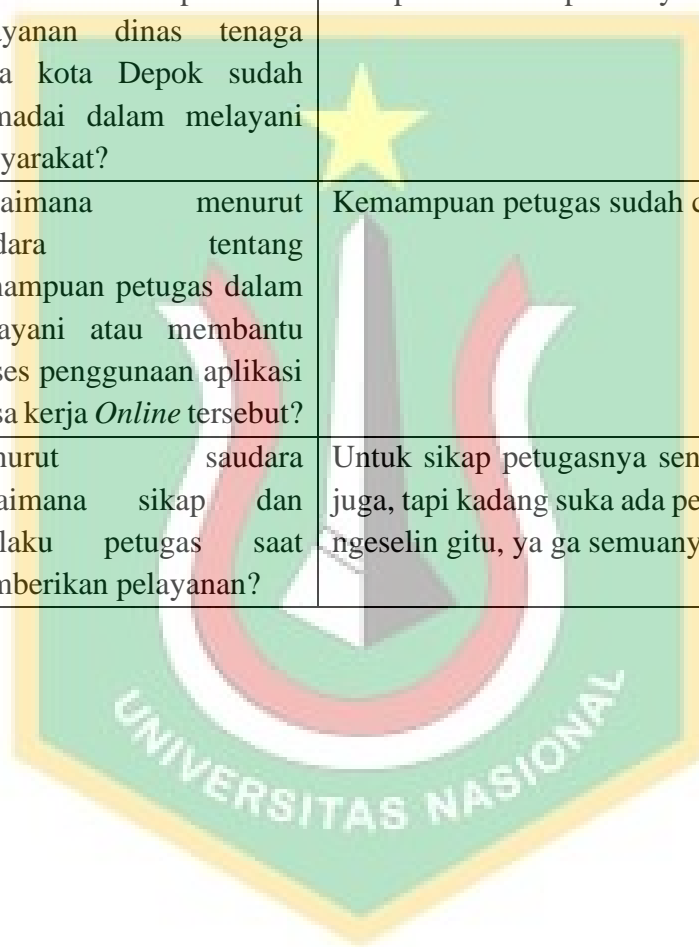 yanan dinas tenaga
a kota Depok sudah
madai dalam melayani
yarakat?
aimana menurut
dara tentang
ampuan petugas dalam
ayani atau membantu
ses penggunaan aplikasi
sa kerja Online tersebut?
Kemampuan petugas sudah c
nurut saudara
aimana sikap dan
laku petugas saat
mberikan pelayanan?
Untuk sikap petugasnya sen
juga, tapi kadang suka ada pe
ngeselin gitu, ya ga semuany
UNIVERSITAS NASIONAL